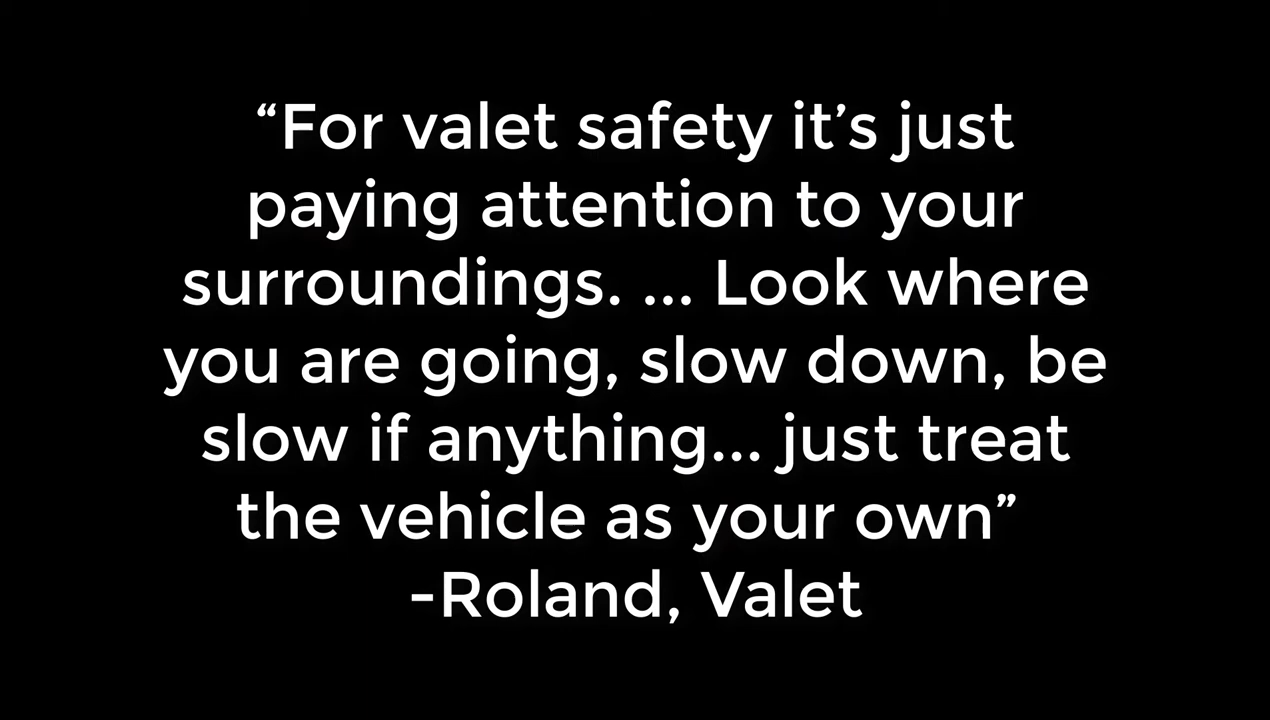 “For valet safety it’s just
paying attention to your
surroundings. ... Look where
you are going, slow down, be
slow if anything... just treat
the vehicle as your own”
-Roland, Valet